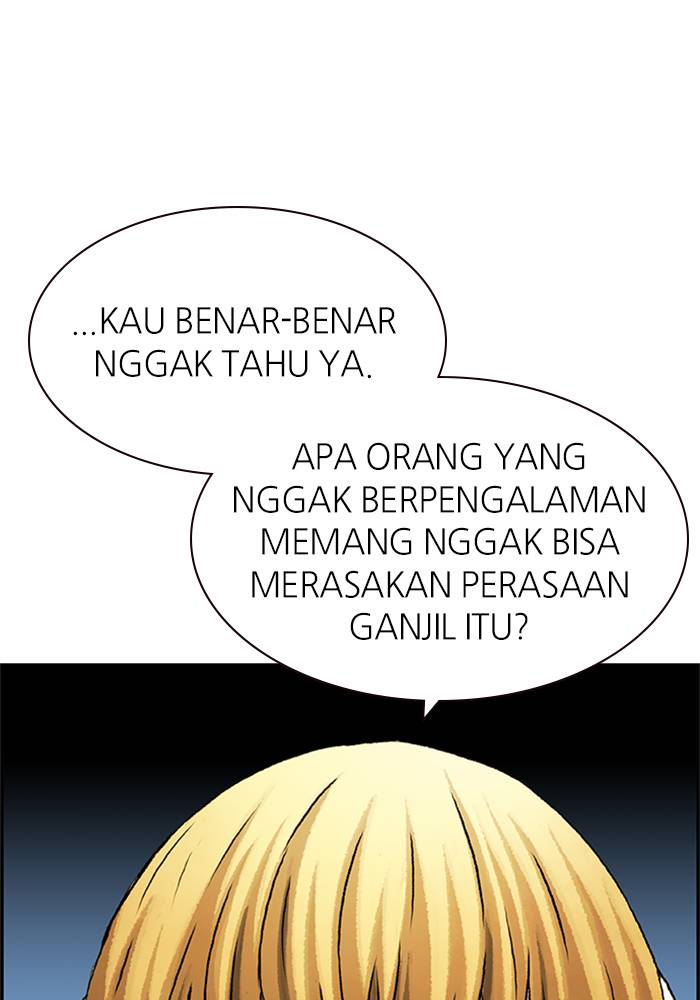 ...KAU BENAR-BENAR
NGGAK TAHU YA.
APA ORANG YANG
NGGAK BERPENGALAMAN
MEMANG NGGAK BISA
MERASAKAN PERASAAN
GANJIL ITU?